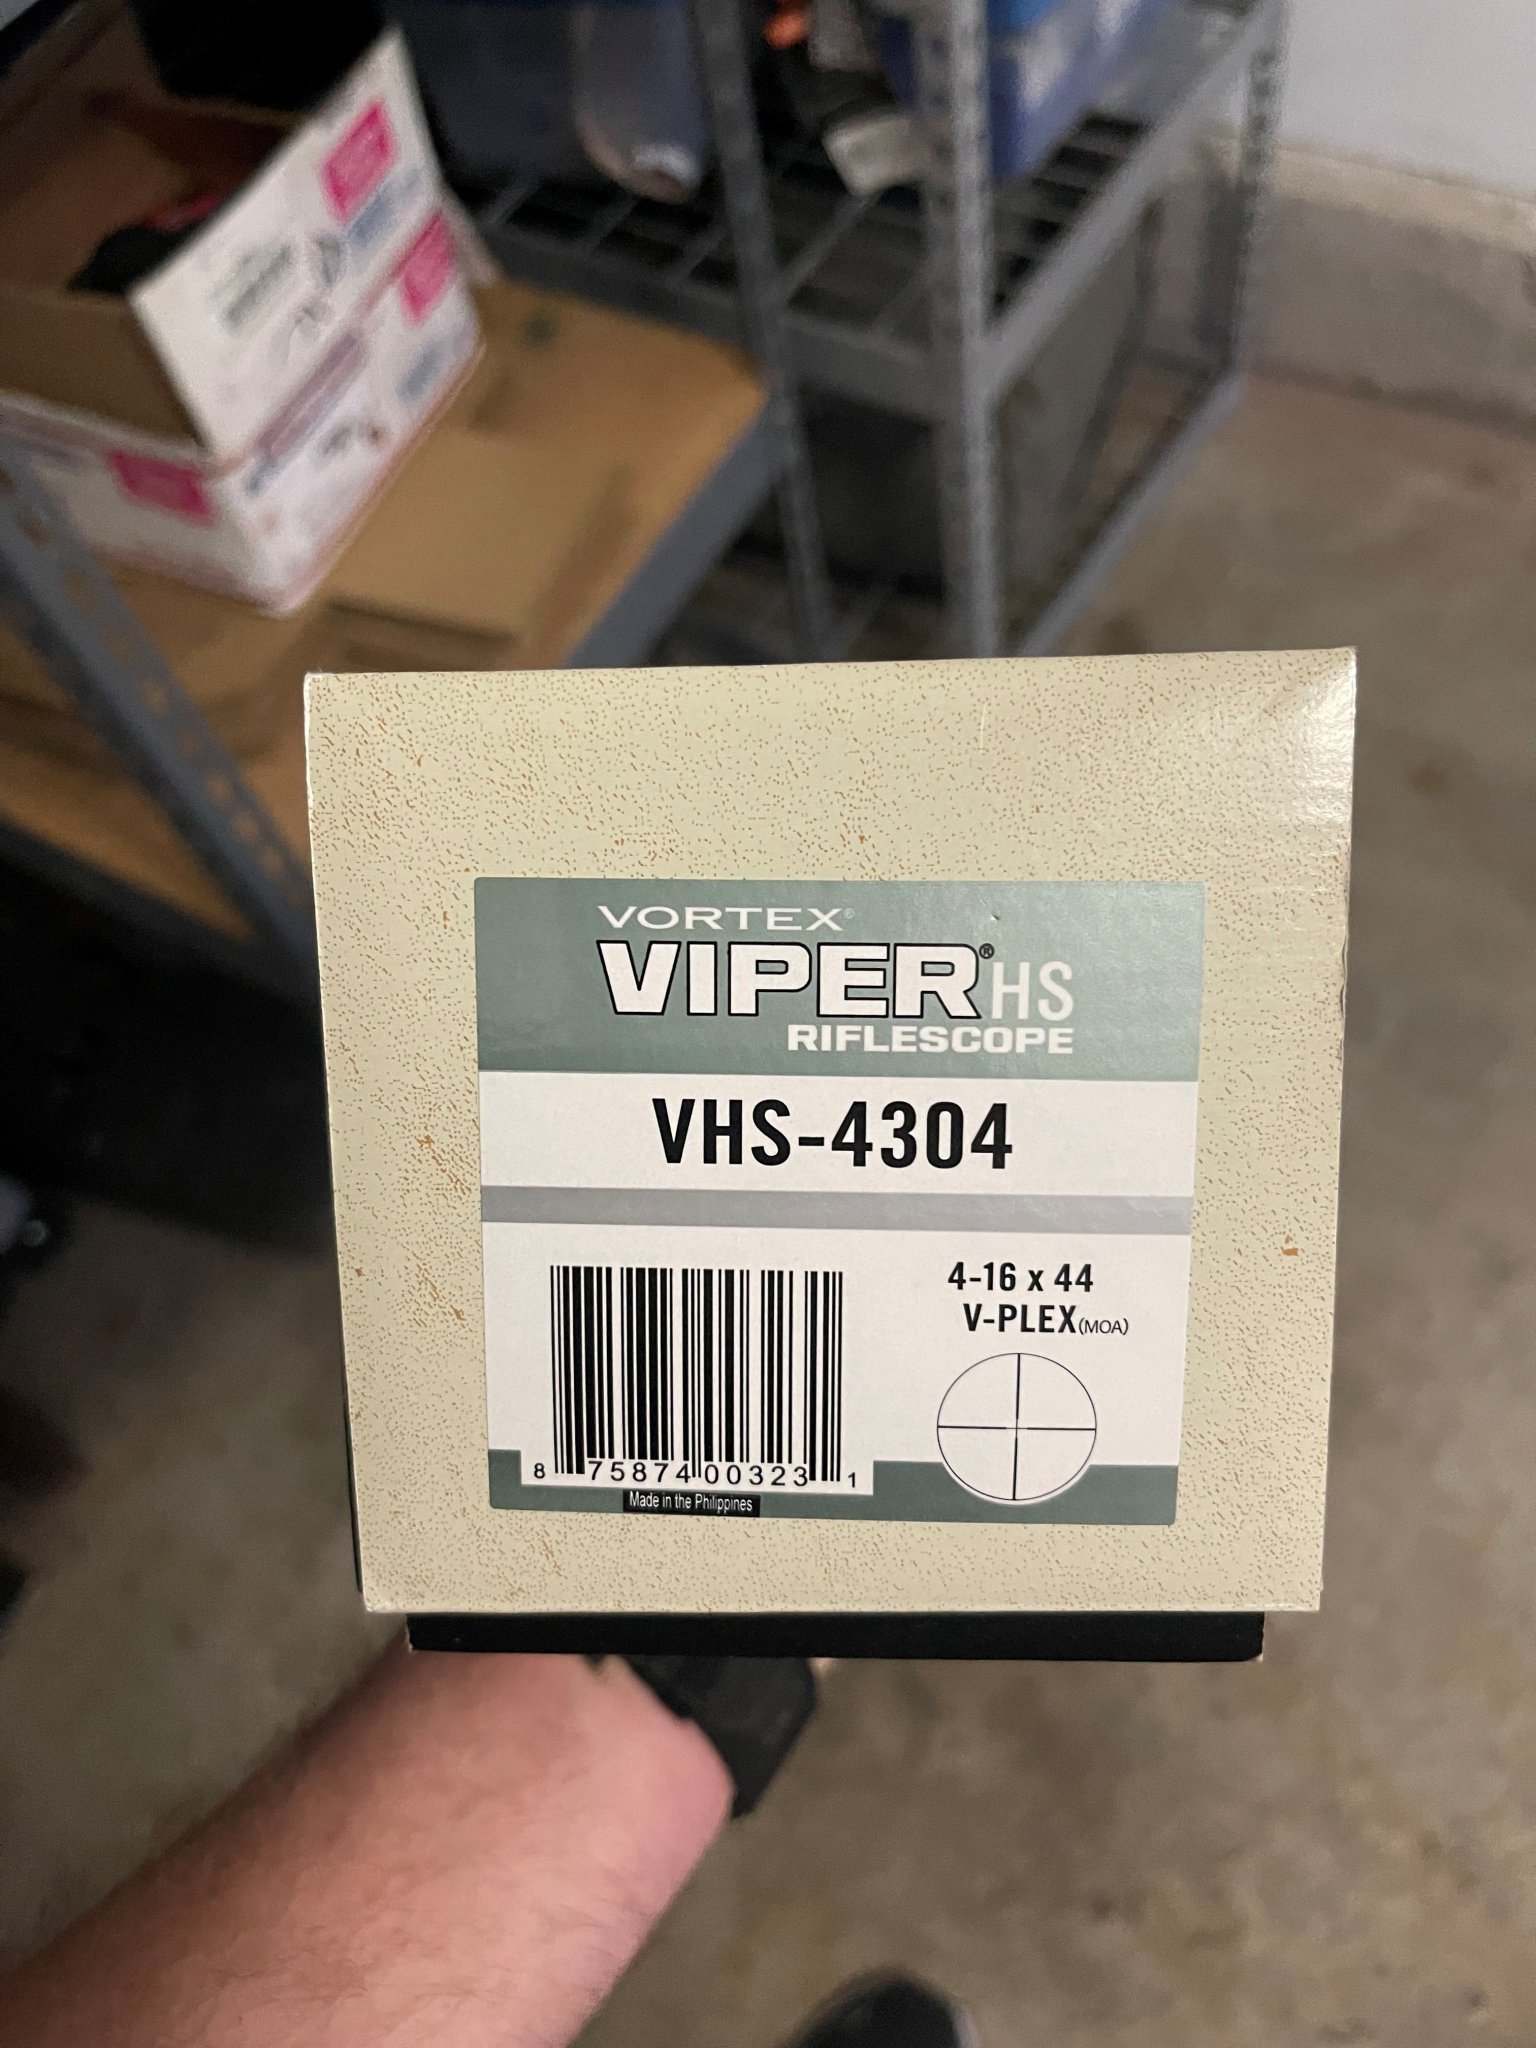 VORTEX®
VIPER® HS
RIFLESCOPE
VHS-4304
4-16 x 44
V-PLEX(MOA)
8 75874 00323 1
Made in the Philippines